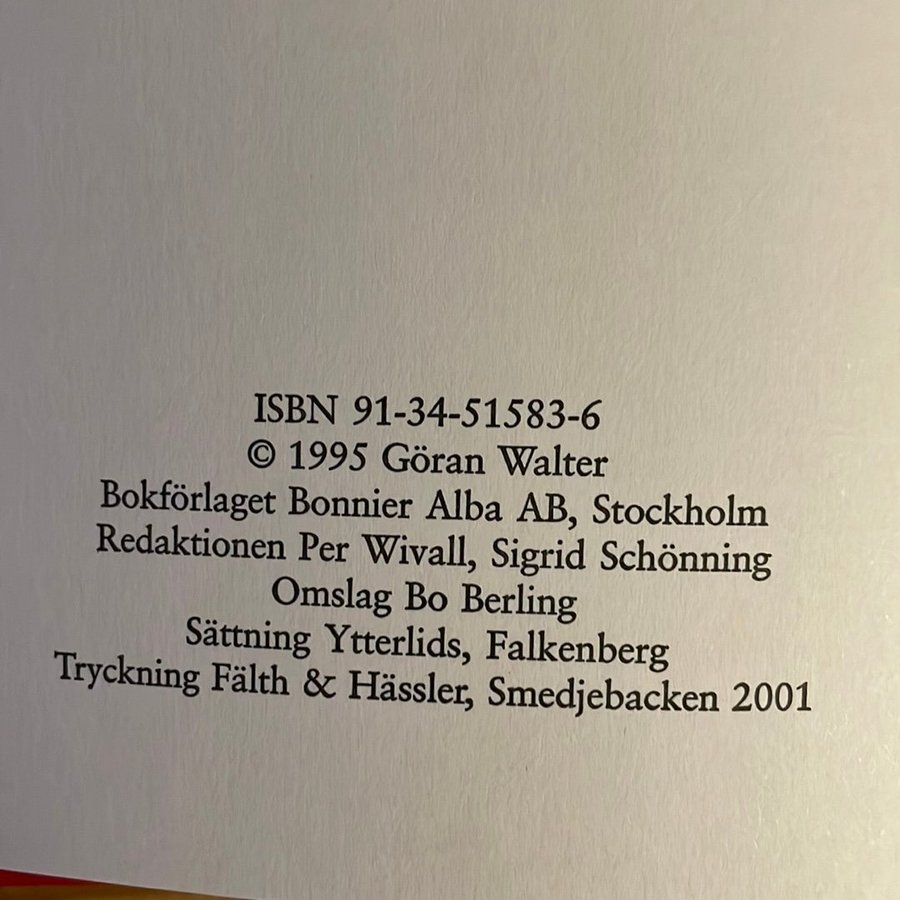 ISBN 91-34-51583-6
© 1995 Göran Walter
Bokförlaget Bonnier Alba AB, Stockholm
Redaktionen Per Wivall, Sigrid Schönning
Omslag Bo Berling
Sättning Ytterlids, Falkenberg
Tryckning Fälth & Hässler, Smedjebacken 2001